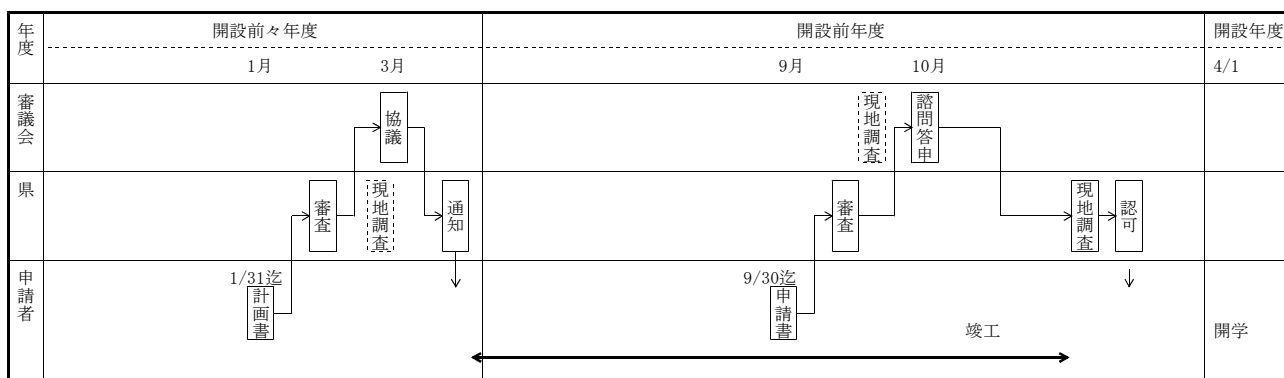 年度
開設前々年度
開設前年度
開設年度
1月
3月
9月
10月
4/1
審議会
協議
現地調査
諮問答申
県
審査
現地調査
通知
審査
現地調査
認可
申請者
1/31迄
計画書
9/30迄
申請書
竣工
開学